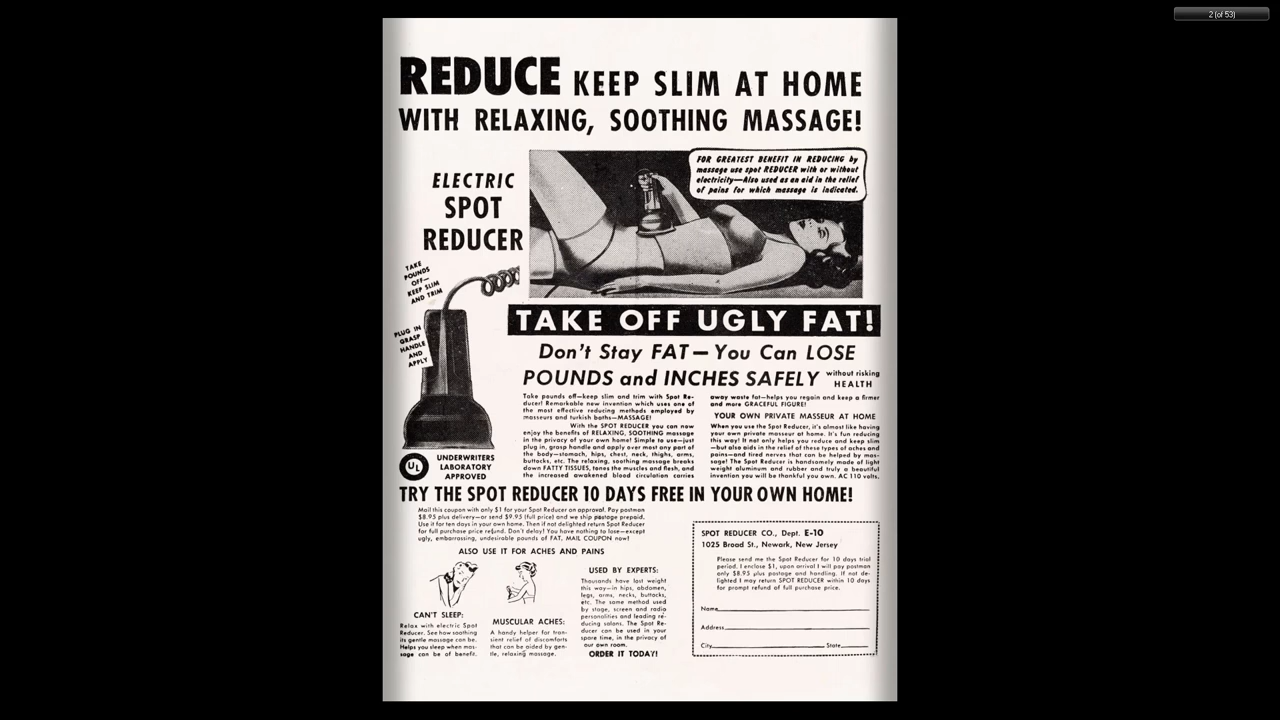 2 (of 53)
REDUCE KEEP SLIM AT HOME
WITH RELAXING, SOOTHING MASSAGE!
FOR GREATEST BENEFIT IN REDUCING by
massage use spot REDUCER with or without
electricity—Also used as an aid in the relief
of pains for which massage is indicated.
ELECTRIC
SPOT
REDUCER
TAKE
POUNDS
OFF—
KEEP SLIM
AND TRIM
PLUG IN
GRASP
HANDLE
AND
APPLY
UL
UNDERWRITERS
LABORATORY
APPROVED
TAKE OFF UGLY FAT!
Don't Stay FAT—You Can LOSE
POUNDS and INCHES SAFELY without risking
HEALTH
Take pounds off—keep slim and trim with Spot Re-
ducer! Remarkable new invention which uses one of
the most effective reducing methods employed by
masseurs and turkish baths—MASSAGE!
With the SPOT REDUCER you can now
enjoy the benefits of RELAXING, SOOTHING massage
in the privacy of your own home! Simple to use—just
plug in, grasp handle and apply over most any part of
the body—stomach, hips, chest, neck, thighs, arms,
buttocks, etc. The relaxing, soothing massage breaks
down FATTY TISSUES, tones the muscles and flesh, and
the increased awakened blood circulation carries
away waste fat—helps you regain and keep a firmer
and more GRACEFUL FIGURE!
YOUR OWN PRIVATE MASSEUR AT HOME
When you use the Spot Reducer, it's almost like having
your own private masseur at home. It's fun reducing
this way! It not only helps you reduce and keep slim
—but also aids in the relief of these types of aches and
pains—and tired nerves that can be helped by mas-
sage! The Spot Reducer is handsomely made of light
weight aluminum and rubber and truly a beautiful
invention you will be thankful you own. AC 110 volts.
TRY THE SPOT REDUCER 10 DAYS FREE IN YOUR OWN HOME!
Mail this coupon with only $1 for your Spot Reducer on approval. Pay postman
$8.95 plus delivery—or send $9.95 (full price) and we ship postage prepaid.
Use it for ten days in your own home. Then if not delighted return Spot Reducer
for full purchase price refund. Don't delay! You have nothing to lose—except
ugly, embarrassing, undesirable pounds of FAT. MAIL COUPON now!
ALSO USE IT FOR ACHES AND PAINS
CAN'T SLEEP:
Relax with electric Spot
Reducer. See how soothing
its gentle massage can be.
Helps you sleep when mas-
sage can be of benefit.
MUSCULAR ACHES:
A handy helper for tran-
sient relief of discomforts
that can be aided by gen-
tle, relaxing massage.
USED BY EXPERTS:
Thousands have lost weight
this way—in hips, abdomen,
legs, arms, necks, buttocks,
etc. The same method used
by stage, screen and radio
personalities and leading re-
ducing salons. The Spot Re-
ducer can be used in your
spare time, in the privacy of
our own room.
ORDER IT TODAY!
SPOT REDUCER CO., Dept. E-10
1025 Broad St., Newark, New Jersey
Please send me the Spot Reducer for 10 days trial
period. I enclose $1, upon arrival I will pay postman
only $8.95 plus postage and handling. If not de-
lighted I may return SPOT REDUCER within 10 days
for prompt refund of full purchase price.
Name
Address
City State